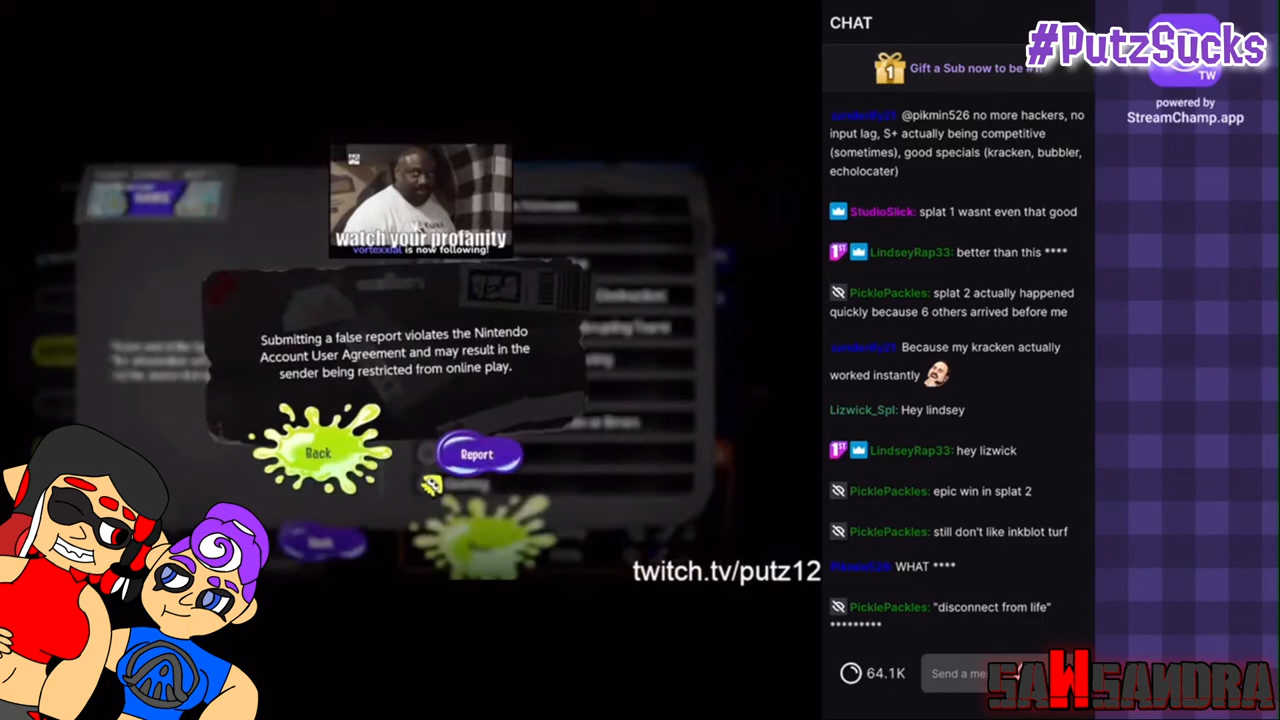 watch your profanity
vortexxial is now following!
Submitting a false report violates the Nintendo
Account User Agreement and may result in the
sender being restricted from online play.
Back
Report
twitch.tv/putz12
CHAT
Gift a Sub now to be #1!
@pikmin526 no more hackers, no
input lag, S+ actually being competitive
(sometimes), good specials (kracken, bubbler,
echolocater)
StudioSlick: splat 1 wasnt even that good
LindseyRap33: better than this ****
PicklePackles: splat 2 actually happened
quickly because 6 others arrived before me
Because my kracken actually
worked instantly
Lizwick_Spl: Hey lindsey
LindseyRap33: hey lizwick
PicklePackles: epic win in splat 2
PicklePackles: still don't like inkblot turf
WHAT ****
PicklePackles: "disconnect from life"
*********
64.1K
Send a me
#PutzSucks
TW
powered by
StreamChamp.app
SAWSANDRA